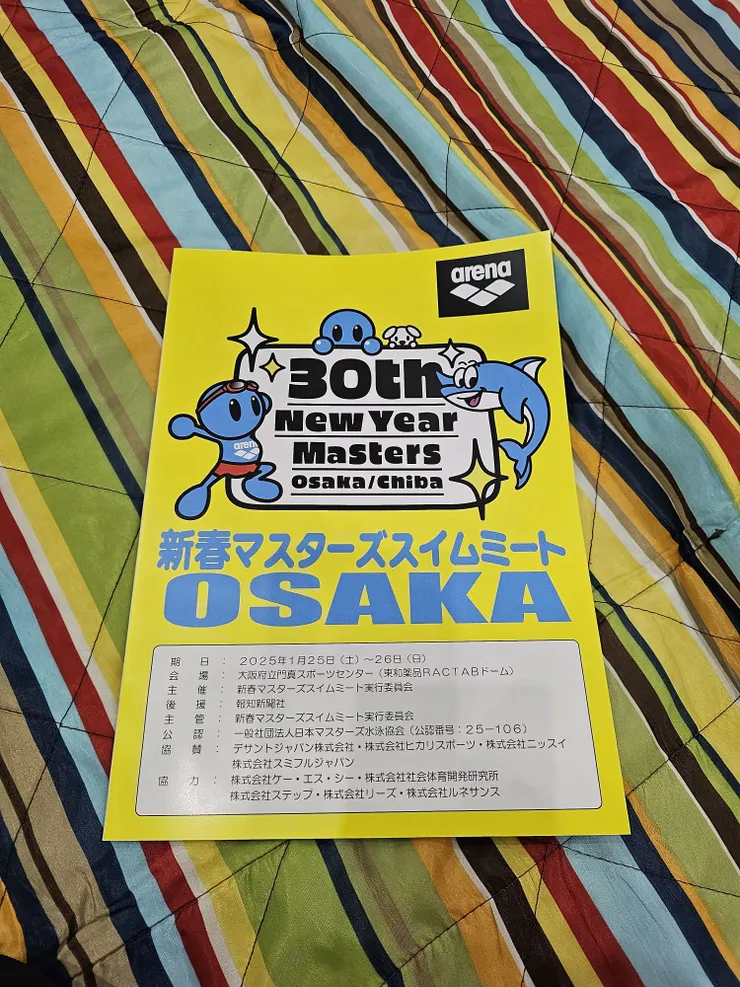 arena
30th
New Year
Masters
Osaka/Chiba
arena
新春マスターズスイムミート
OSAKA
期 日 : 2025年1月25日(土)~26日(日)
会 場 : 大阪府立門真スポーツセンター(東和薬品RACTABドーム)
主 催 : 新春マスターズスイムミート実行委員会
後 援 : 報知新聞社
主 管 : 新春マスターズスイムミート実行委員会
公 認 : 一般社団法人日本マスターズ水泳協会(公認番号:25-106)
協 賛 : デサントジャパン株式会社・株式会社ヒカリスポーツ・株式会社ニッスイ
株式会社スミフルジャパン
協 力 : 株式会社ケー・エス・シー・株式会社社会体育開発研究所
株式会社ステップ・株式会社リーズ・株式会社ルネサンス